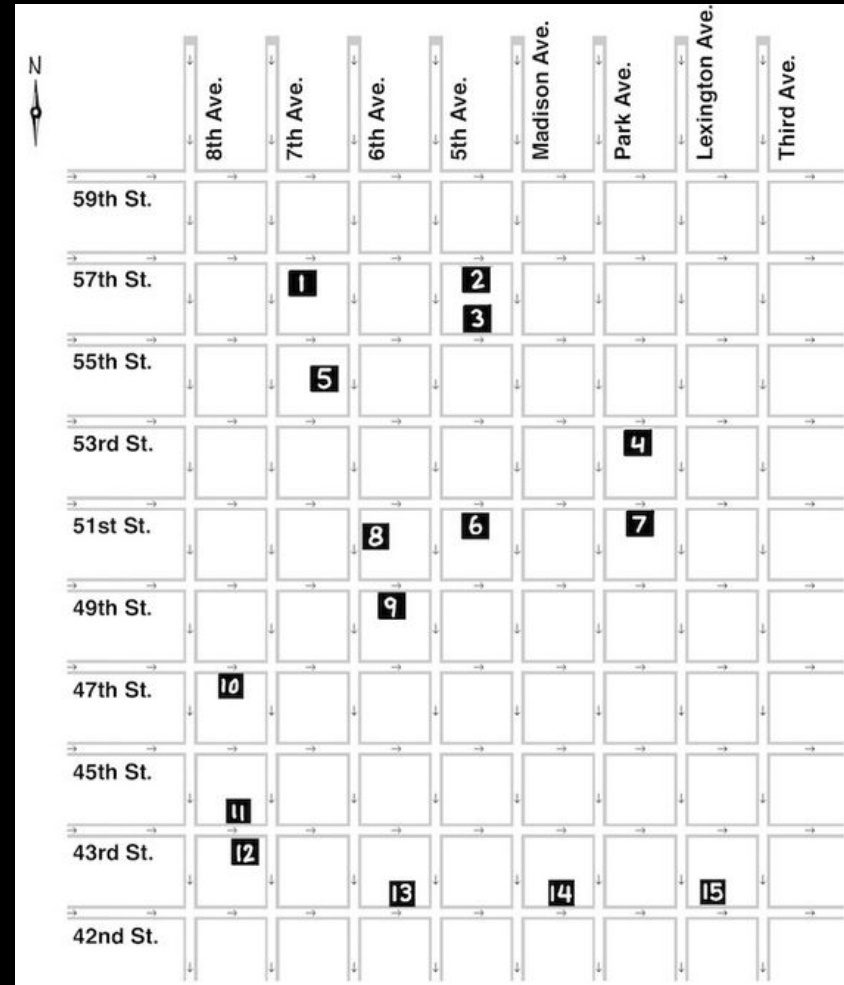 N
8th Ave.
7th Ave.
6th Ave.
5th Ave.
Madison Ave.
Park Ave.
Lexington Ave.
Third Ave.
59th St.
57th St.
1
2
3
55th St.
5
53rd St.
4
51st St.
8
6
7
49th St.
9
47th St.
10
45th St.
11
43rd St.
12
13
14
15
42nd St.